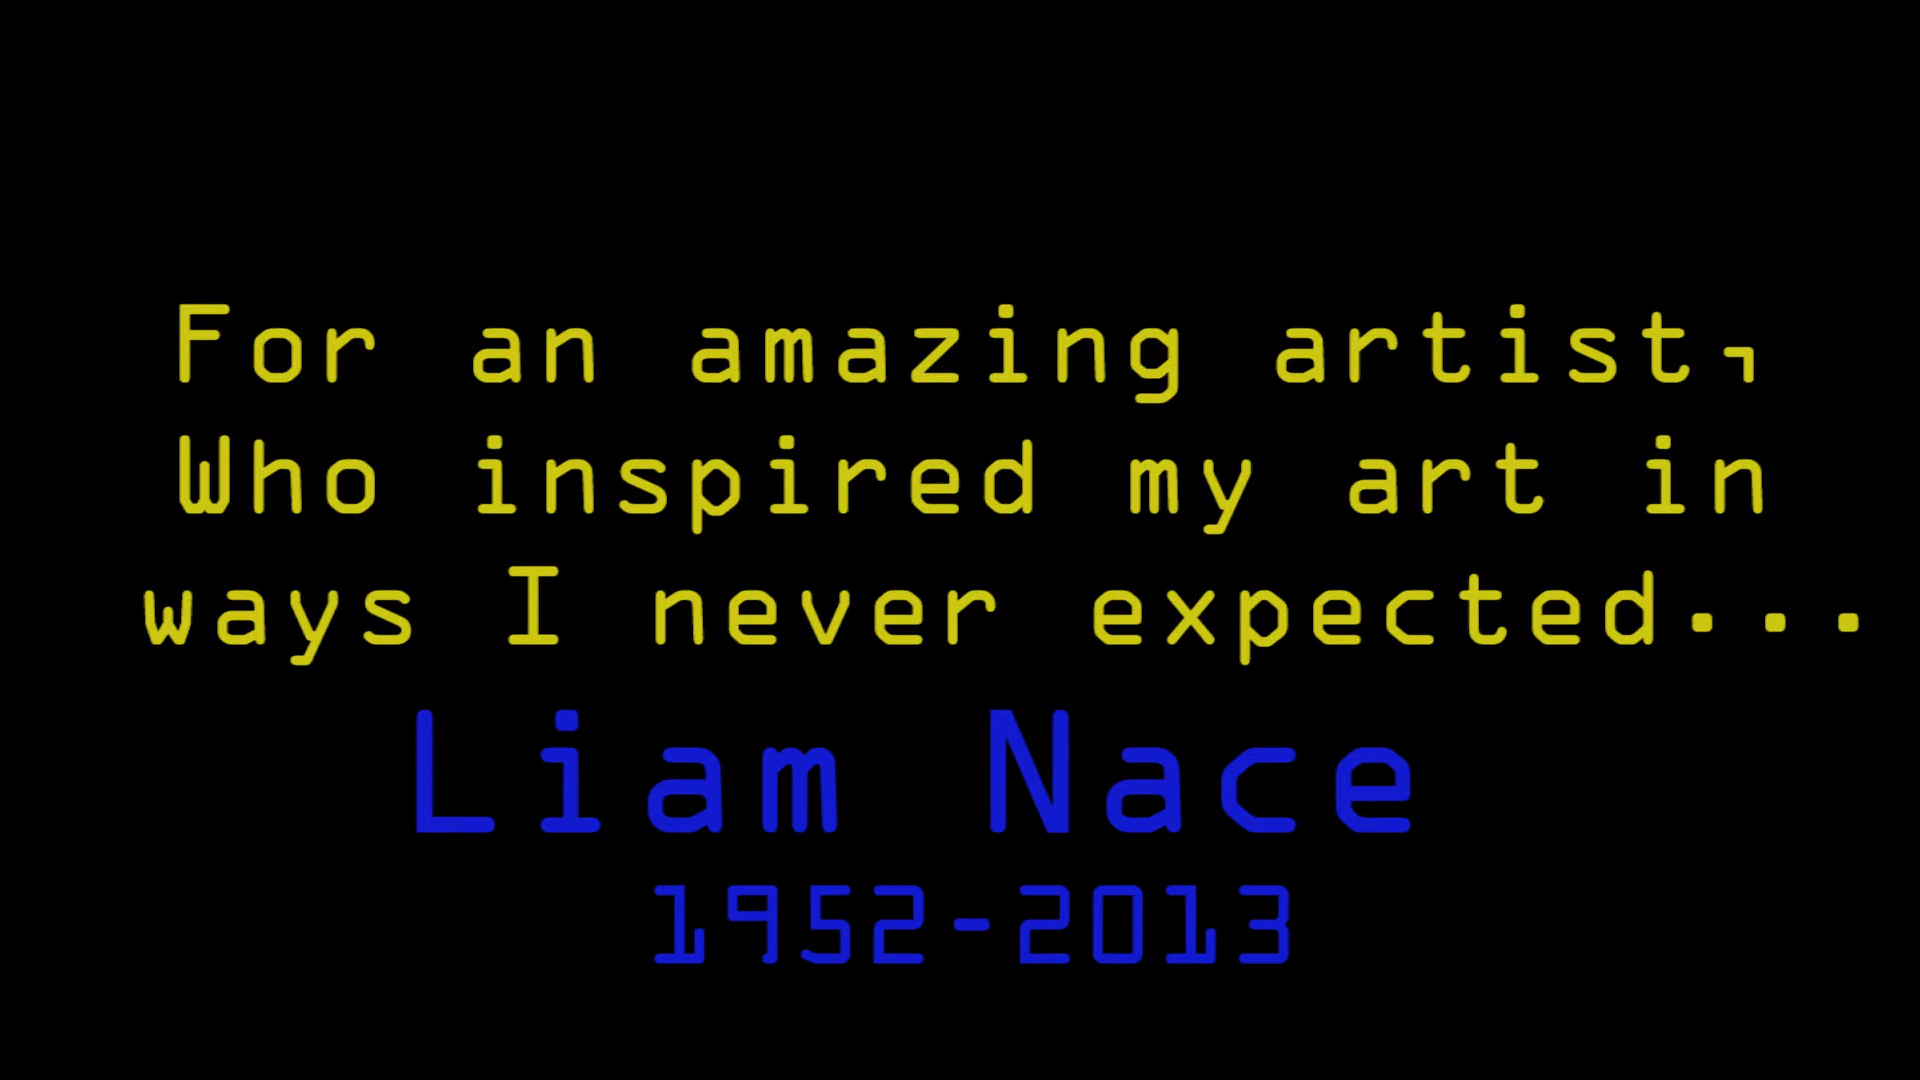 For an amazing artist,
Who inspired my art in
ways I never expected...
Liam Nace
1952-2013